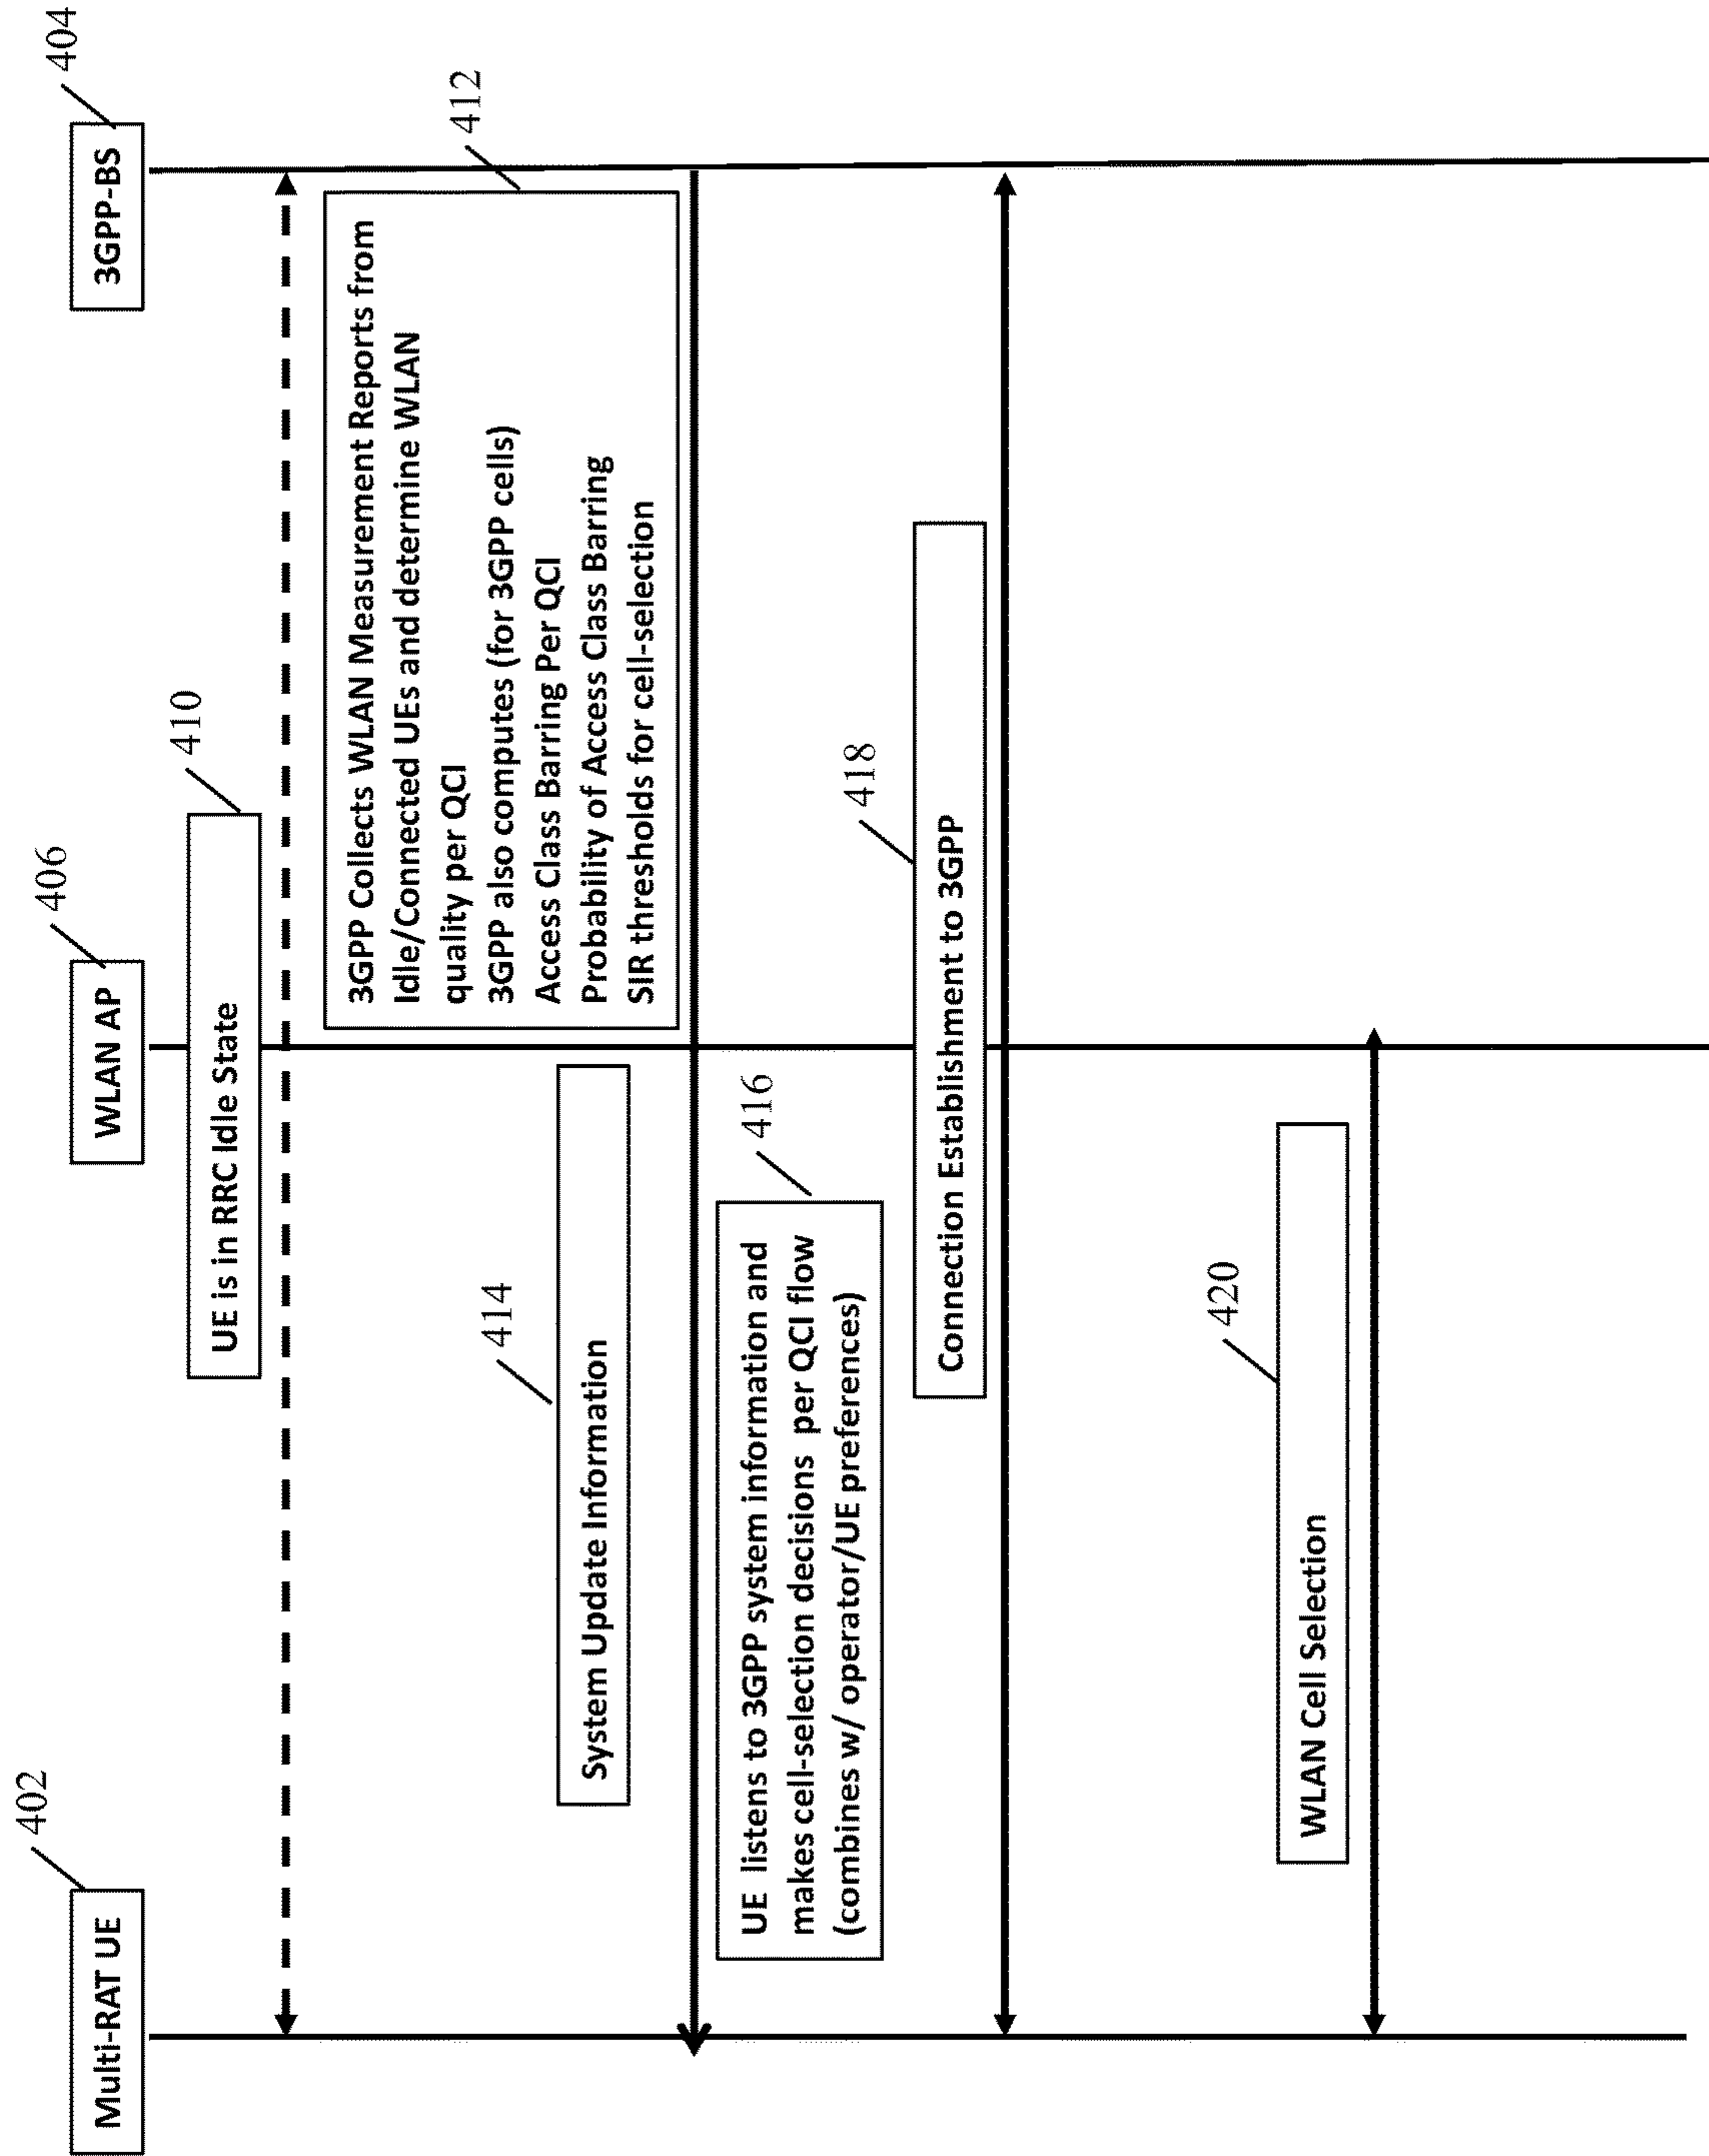 Multi-RAT UE
402
WLAN AP
406
3GPP-BS
404
UE is in RRC Idle State
410
3GPP Collects WLAN Measurement Reports from
Idle/Connected UEs and determine WLAN
quality per QCI
3GPP also computes (for 3GPP cells)
Access Class Barring Per QCI
Probability of Access Class Barring
SIR thresholds for cell-selection
412
System Update Information
414
UE listens to 3GPP system information and
makes cell-selection decisions per QCI flow
(combines w/ operator/UE preferences)
416
Connection Establishment to 3GPP
418
WLAN Cell Selection
420